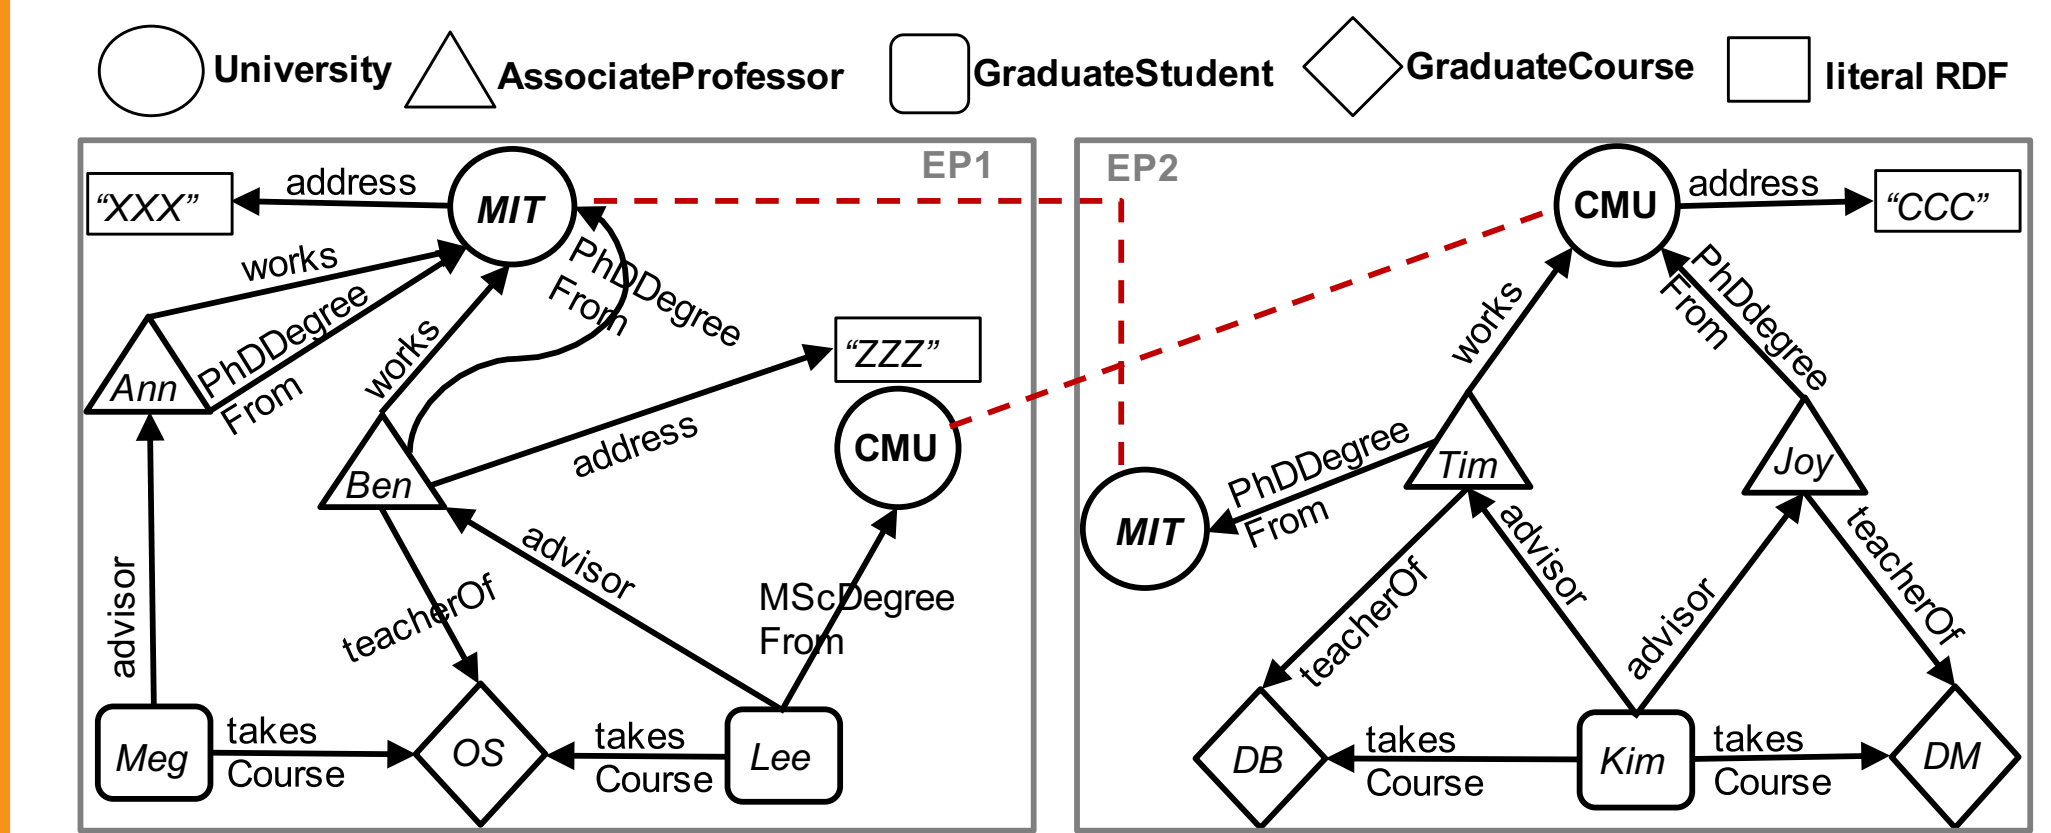 University
AssociateProfessor
GraduateStudent
GraduateCourse
literal RDF
EP1
“XXX”
address
MIT
works
PhDDegree
From
works
PhDDegree
From
“ZZZ”
address
Ann
Ben
CMU
advisor
teacherOf
advisor
MScDegree
From
Meg
takes
Course
OS
takes
Course
Lee
EP2
CMU
address
“CCC”
works
PhDdegree
From
PhDDegree
From
Tim
Joy
MIT
teacherOf
advisor
advisor
teacherOf
DB
takes
Course
Kim
takes
Course
DM